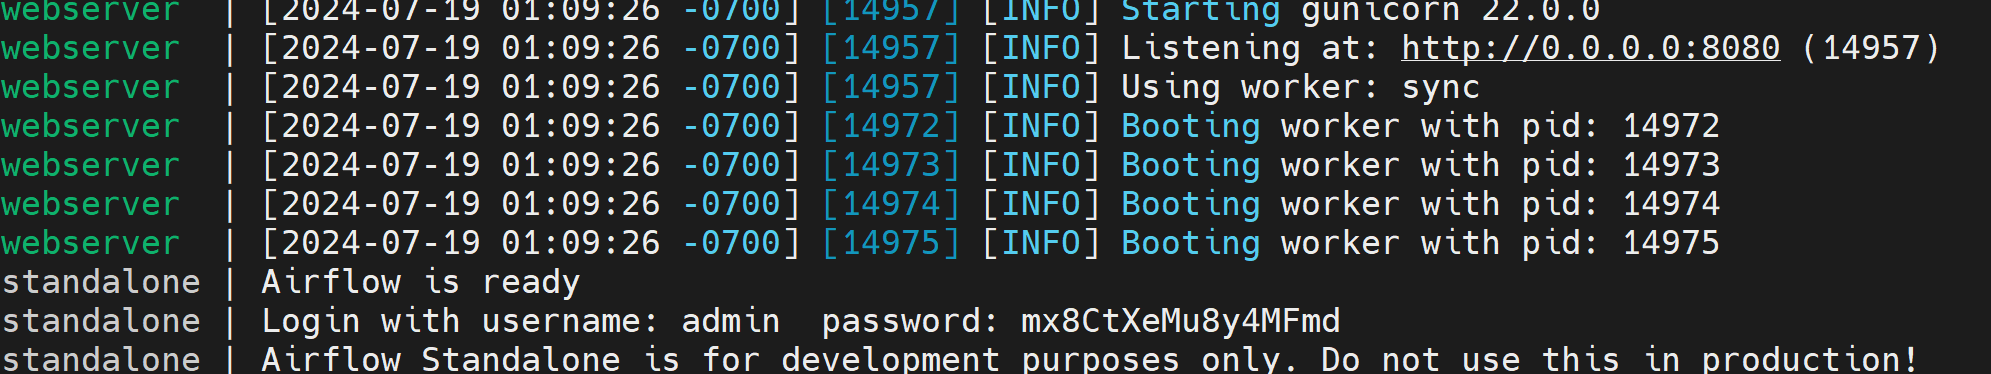 webserver | [2024-07-19 01:09:26 -0700] [14957] [INFO] Starting gunicorn 22.0.0
webserver | [2024-07-19 01:09:26 -0700] [14957] [INFO] Listening at: http://0.0.0.0:8080 (14957)
webserver | [2024-07-19 01:09:26 -0700] [14957] [INFO] Using worker: sync
webserver | [2024-07-19 01:09:26 -0700] [14972] [INFO] Booting worker with pid: 14972
webserver | [2024-07-19 01:09:26 -0700] [14973] [INFO] Booting worker with pid: 14973
webserver | [2024-07-19 01:09:26 -0700] [14974] [INFO] Booting worker with pid: 14974
webserver | [2024-07-19 01:09:26 -0700] [14975] [INFO] Booting worker with pid: 14975
standalone | Airflow is ready
standalone | Login with username: admin  password: mx8CtXeMu8y4MFmd
standalone | Airflow Standalone is for development purposes only. Do not use this in production!